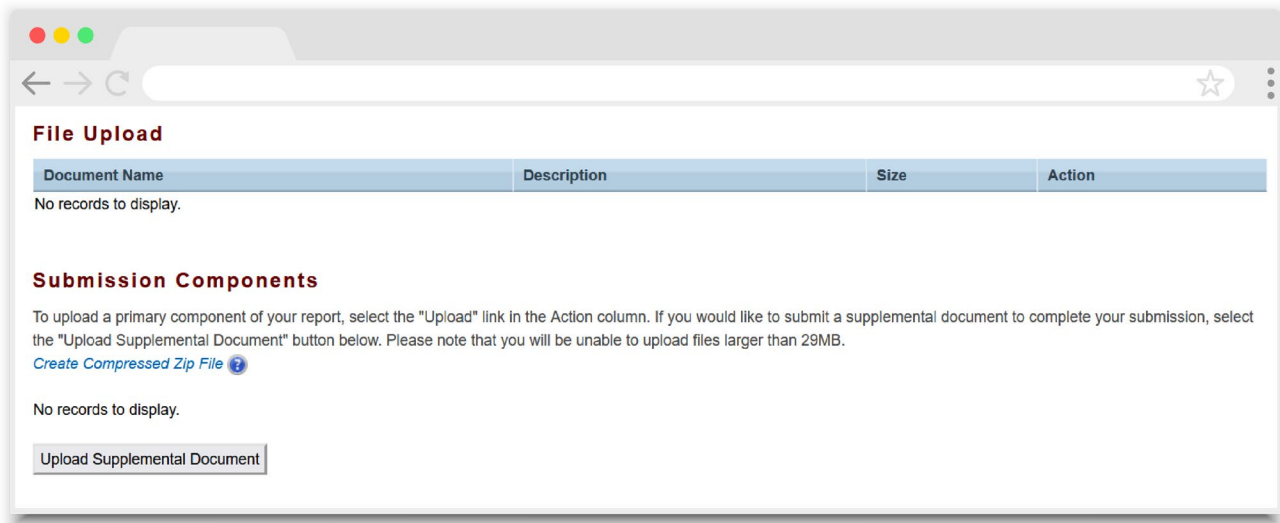 File Upload
Document Name Description Size Action
No records to display.
Submission Components
To upload a primary component of your report, select the "Upload" link in the Action column. If you would like to submit a supplemental document to complete your submission, select
the "Upload Supplemental Document" button below. Please note that you will be unable to upload files larger than 29MB.
Create Compressed Zip File ?
No records to display.
Upload Supplemental Document